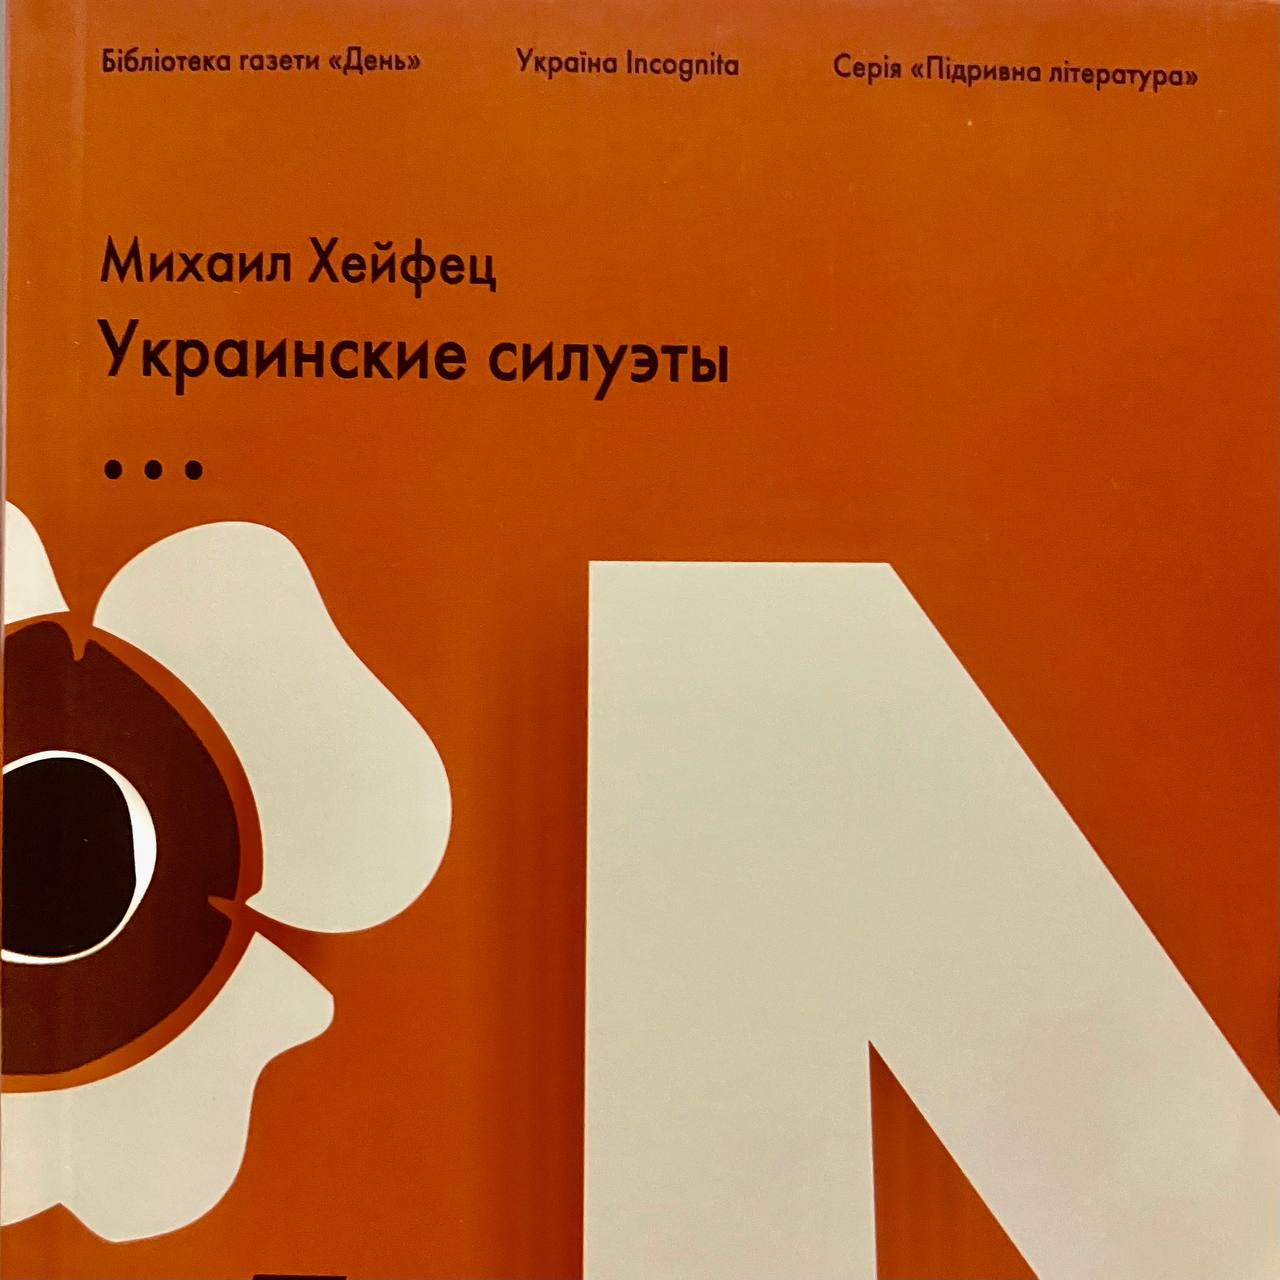 Бібліотека газети «День» Україна Incognita Серія «Підривна література»
Михаил Хейфец
Украинские силуэты
...
N